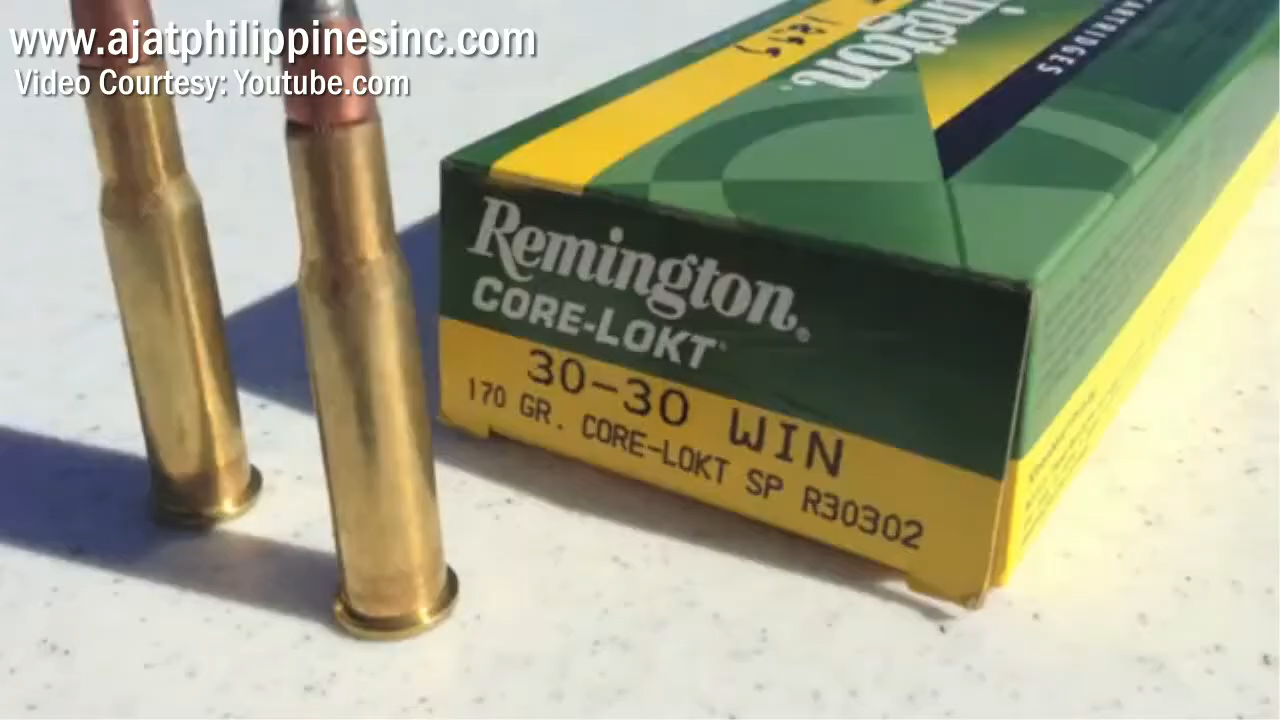 www.ajatphilippinesinc.com
Video Courtesy: Youtube.com
CARTRIDGES
Remington®
CORE-LOKT
30-30 WIN
170 GR. CORE-LOKT SP R30302